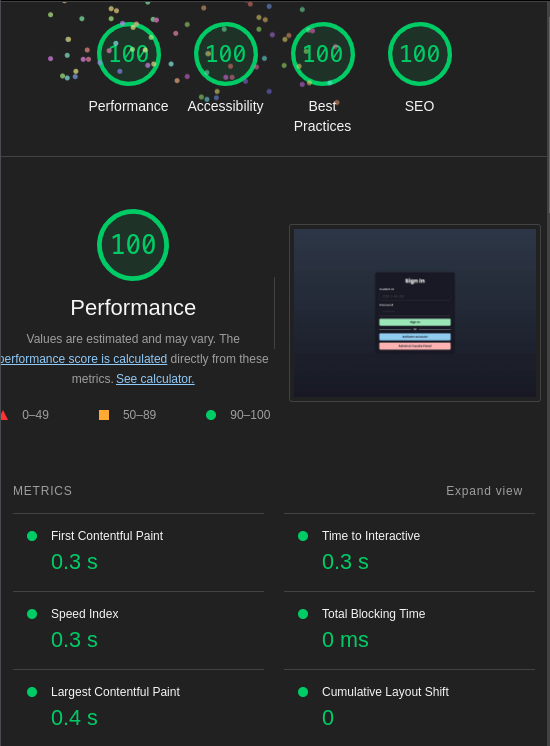 100 100 100 100
Performance Accessibility Best Practices SEO
100
Performance
Values are estimated and may vary. The
performance score is calculated directly from these
metrics. See calculator.
0–49 50–89 90–100
Sign In
Sign In
METRICS Expand view
First Contentful Paint
0.3 s
Time to Interactive
0.3 s
Speed Index
0.3 s
Total Blocking Time
0 ms
Largest Contentful Paint
0.4 s
Cumulative Layout Shift
0